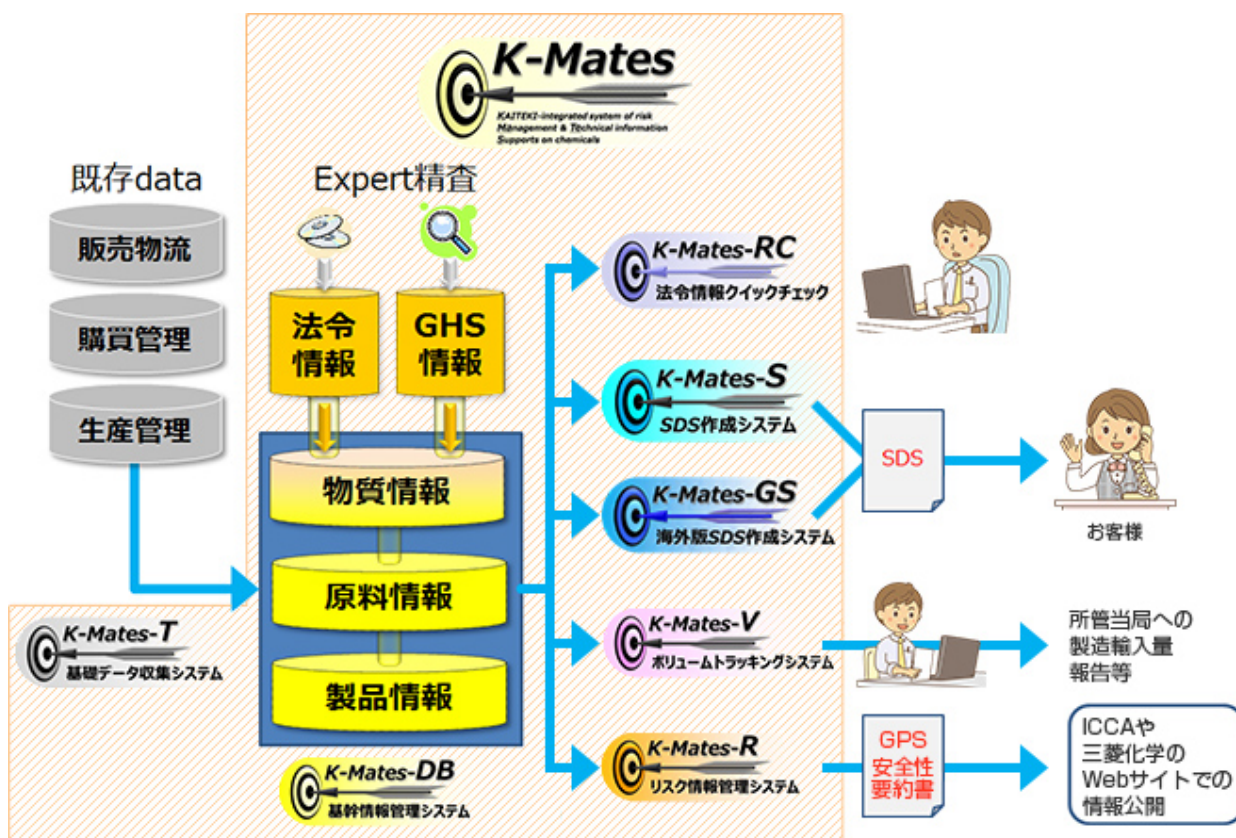 K-Mates
KAITEKI-integrated system of risk
Management & Technical information
Supports on chemicals
既存data
販売物流
購買管理
生産管理
Expert精査
法令
情報
GHS
情報
物質情報
原料情報
製品情報
K-Mates-T
基礎データ収集システム
K-Mates-DB
基幹情報管理システム
K-Mates-RC
法令情報クイックチェック
K-Mates-S
SDS作成システム
K-Mates-GS
海外版SDS作成システム
SDS
お客様
K-Mates-V
ボリュームトラッキングシステム
所管当局への
製造輸入量
報告等
K-Mates-R
リスク情報管理システム
GPS
安全性
要約書
ICCAや
三菱化学の
Webサイトでの
情報公開